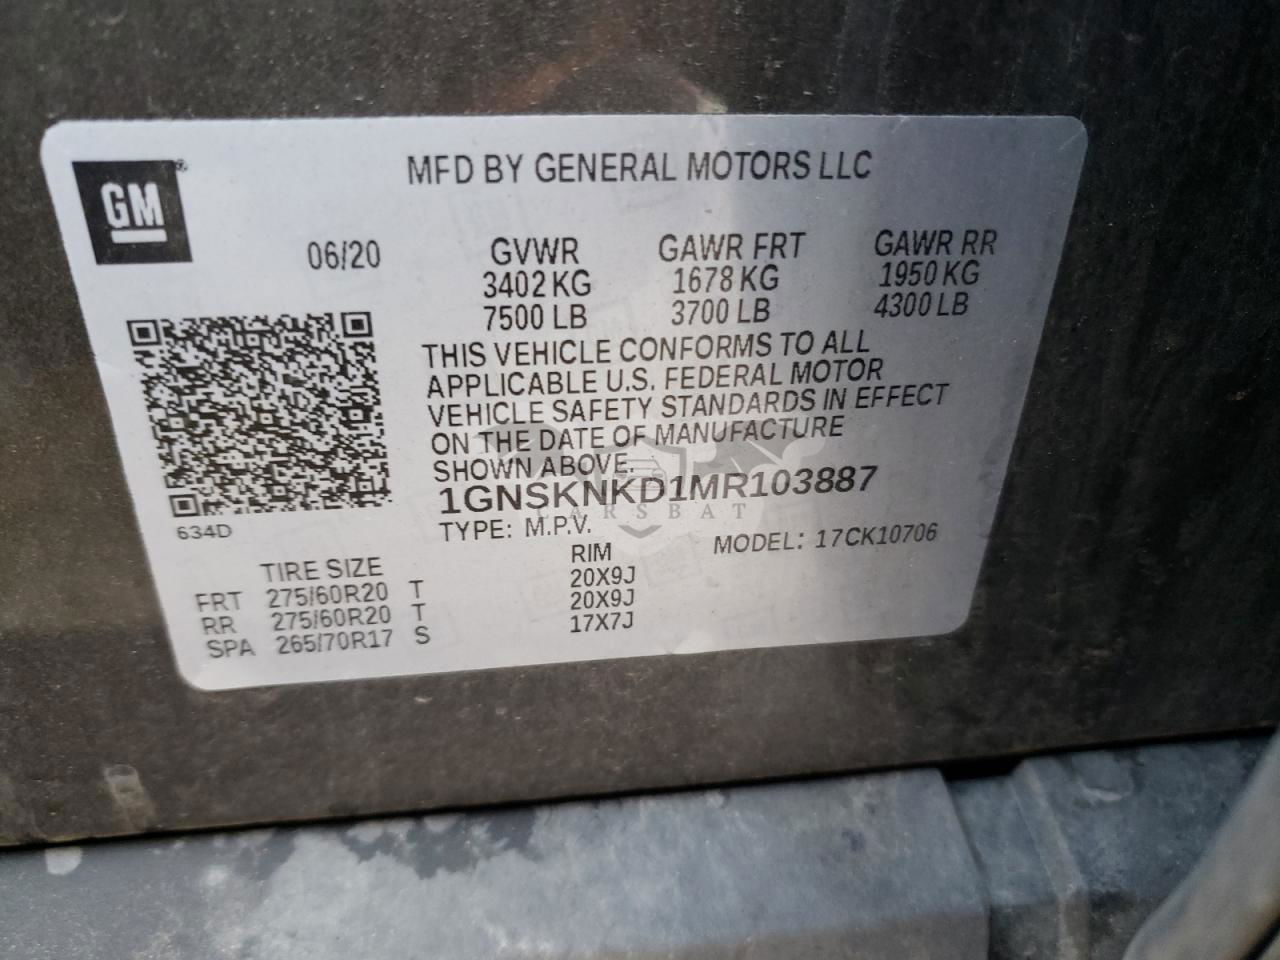 GM
MFD BY GENERAL MOTORS LLC
06/20 GVWR GAWR FRT GAWR RR
3402 KG 1678 KG 1950 KG
7500 LB 3700 LB 4300 LB
THIS VEHICLE CONFORMS TO ALL
APPLICABLE U.S. FEDERAL MOTOR
VEHICLE SAFETY STANDARDS IN EFFECT
ON THE DATE OF MANUFACTURE
SHOWN ABOVE.
1GNSKNKD1MR103887
CARSBAT
634D
TYPE: M.P.V. MODEL: 17CK10706
TIRE SIZE RIM
FRT 275/60R20 T 20X9J
RR 275/60R20 T 20X9J
SPA 265/70R17 S 17X7J